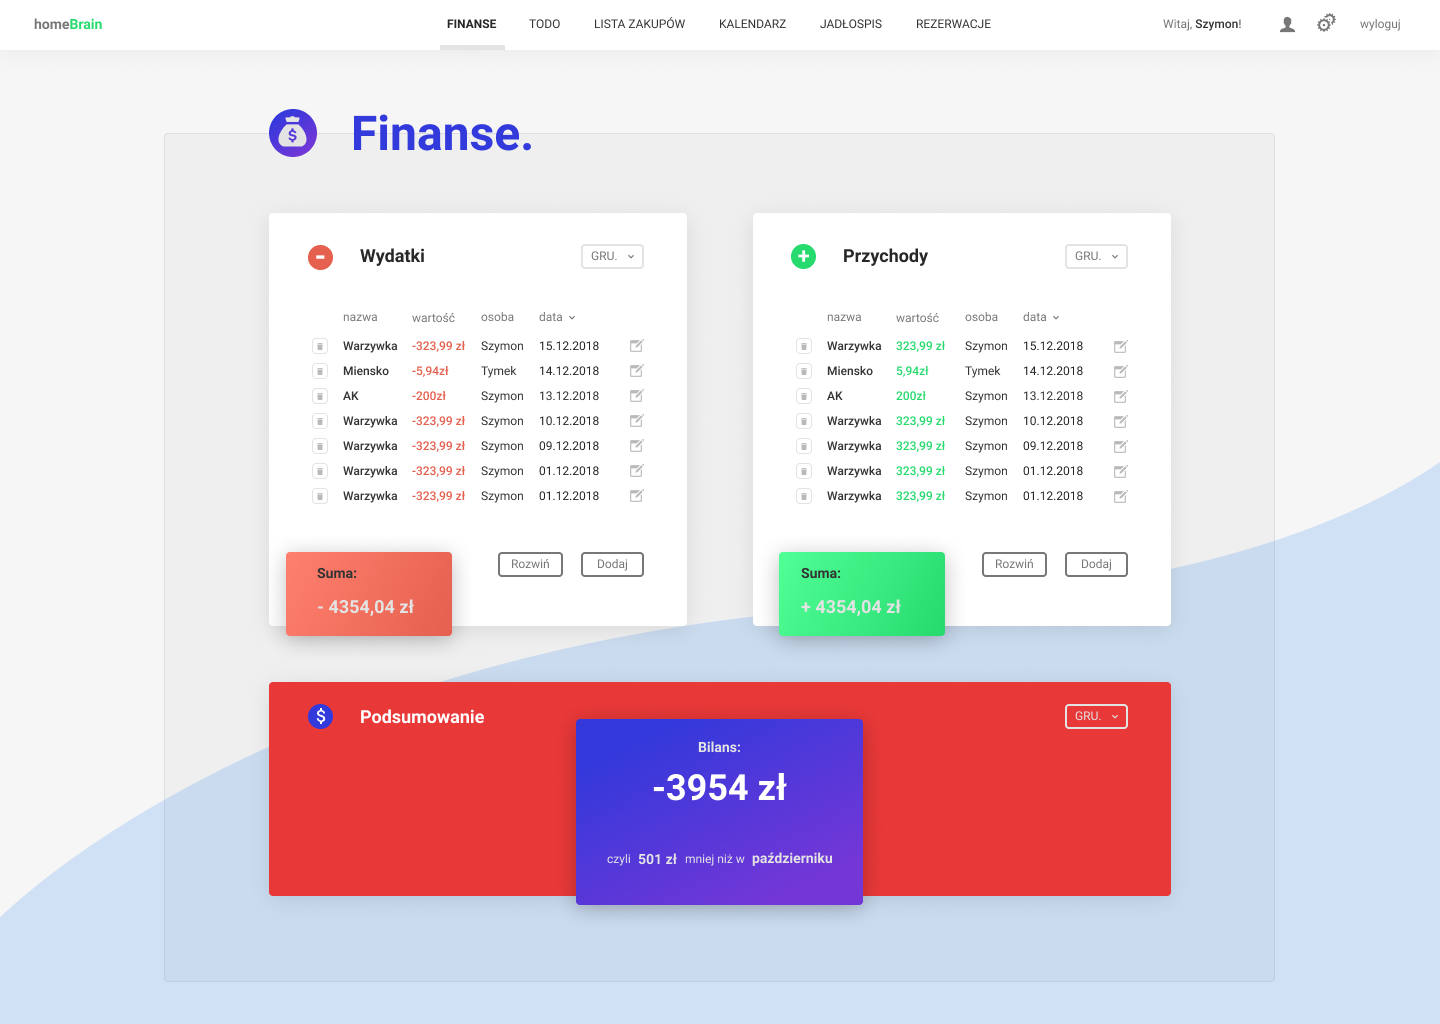 homeBrain FINANSE TODO LISTA ZAKUPÓW KALENDARZ JADŁOSPIS REZERWACJE Witaj, Szymon! wyloguj
Finanse.
Wydatki GRU.
nazwa wartość osoba data
Warzywka -323,99 zł Szymon 15.12.2018
Miensko -5,94zł Tymek 14.12.2018
AK -200zł Szymon 13.12.2018
Warzywka -323,99 zł Szymon 10.12.2018
Warzywka -323,99 zł Szymon 09.12.2018
Warzywka -323,99 zł Szymon 01.12.2018
Warzywka -323,99 zł Szymon 01.12.2018
Rozwiń Dodaj
Suma:
- 4354,04 zł
Przychody GRU.
nazwa wartość osoba data
Warzywka 323,99 zł Szymon 15.12.2018
Miensko 5,94zł Tymek 14.12.2018
AK 200zł Szymon 13.12.2018
Warzywka 323,99 zł Szymon 10.12.2018
Warzywka 323,99 zł Szymon 09.12.2018
Warzywka 323,99 zł Szymon 01.12.2018
Warzywka 323,99 zł Szymon 01.12.2018
Rozwiń Dodaj
Suma:
+ 4354,04 zł
Podsumowanie GRU.
Bilans:
-3954 zł
czyli 501 zł mniej niż w październiku